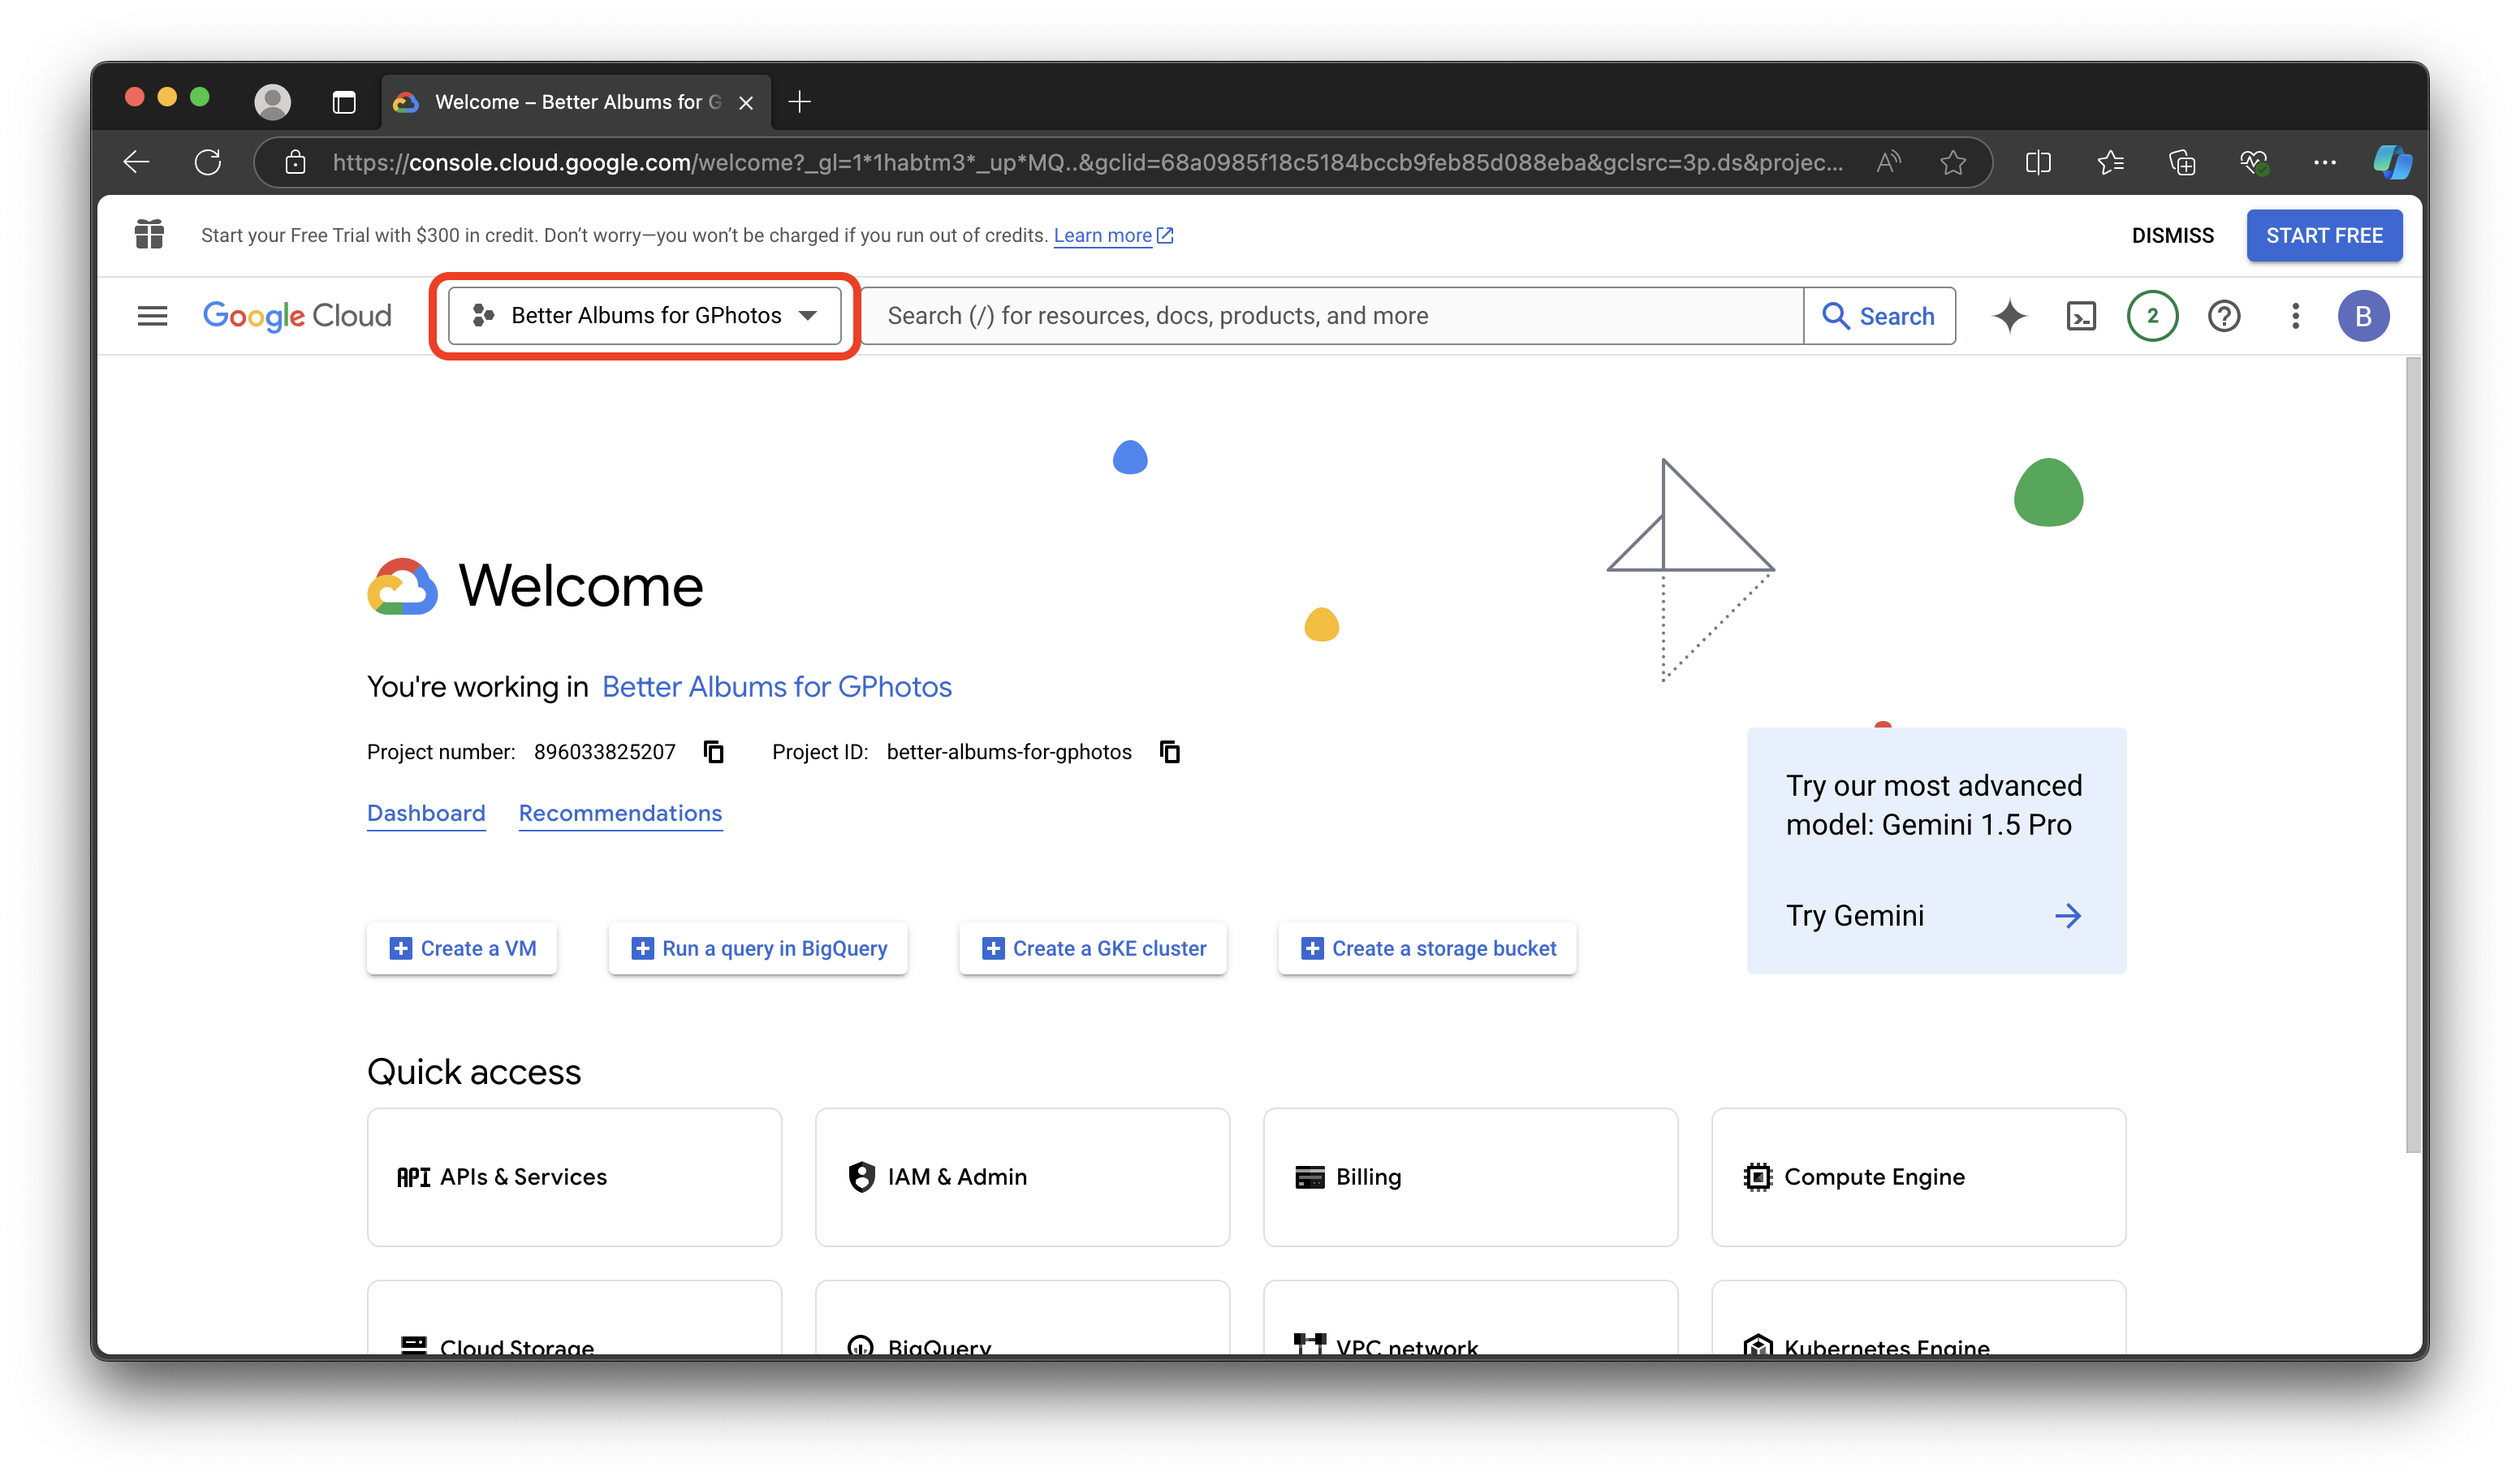 Welcome – Better Albums for G
https://console.cloud.google.com/welcome?_gl=1*1habtm3*_up*MQ..&gclid=68a0985f18c5184bccb9feb85d088eba&gclsrc=3p.ds&projec...
Start your Free Trial with $300 in credit. Don't worry—you won't be charged if you run out of credits. Learn more
DISMISS
START FREE
Google Cloud
Better Albums for GPhotos
Search (/) for resources, docs, products, and more
Search
2
B
Welcome
You're working in Better Albums for GPhotos
Project number: 896033825207 Project ID: better-albums-for-gphotos
Dashboard Recommendations
Try our most advanced
model: Gemini 1.5 Pro
Try Gemini
Create a VM
Run a query in BigQuery
Create a GKE cluster
Create a storage bucket
Quick access
API APIs & Services
IAM & Admin
Billing
Compute Engine
Cloud Storage
BigQuery
VPC network
Kubernetes Engine